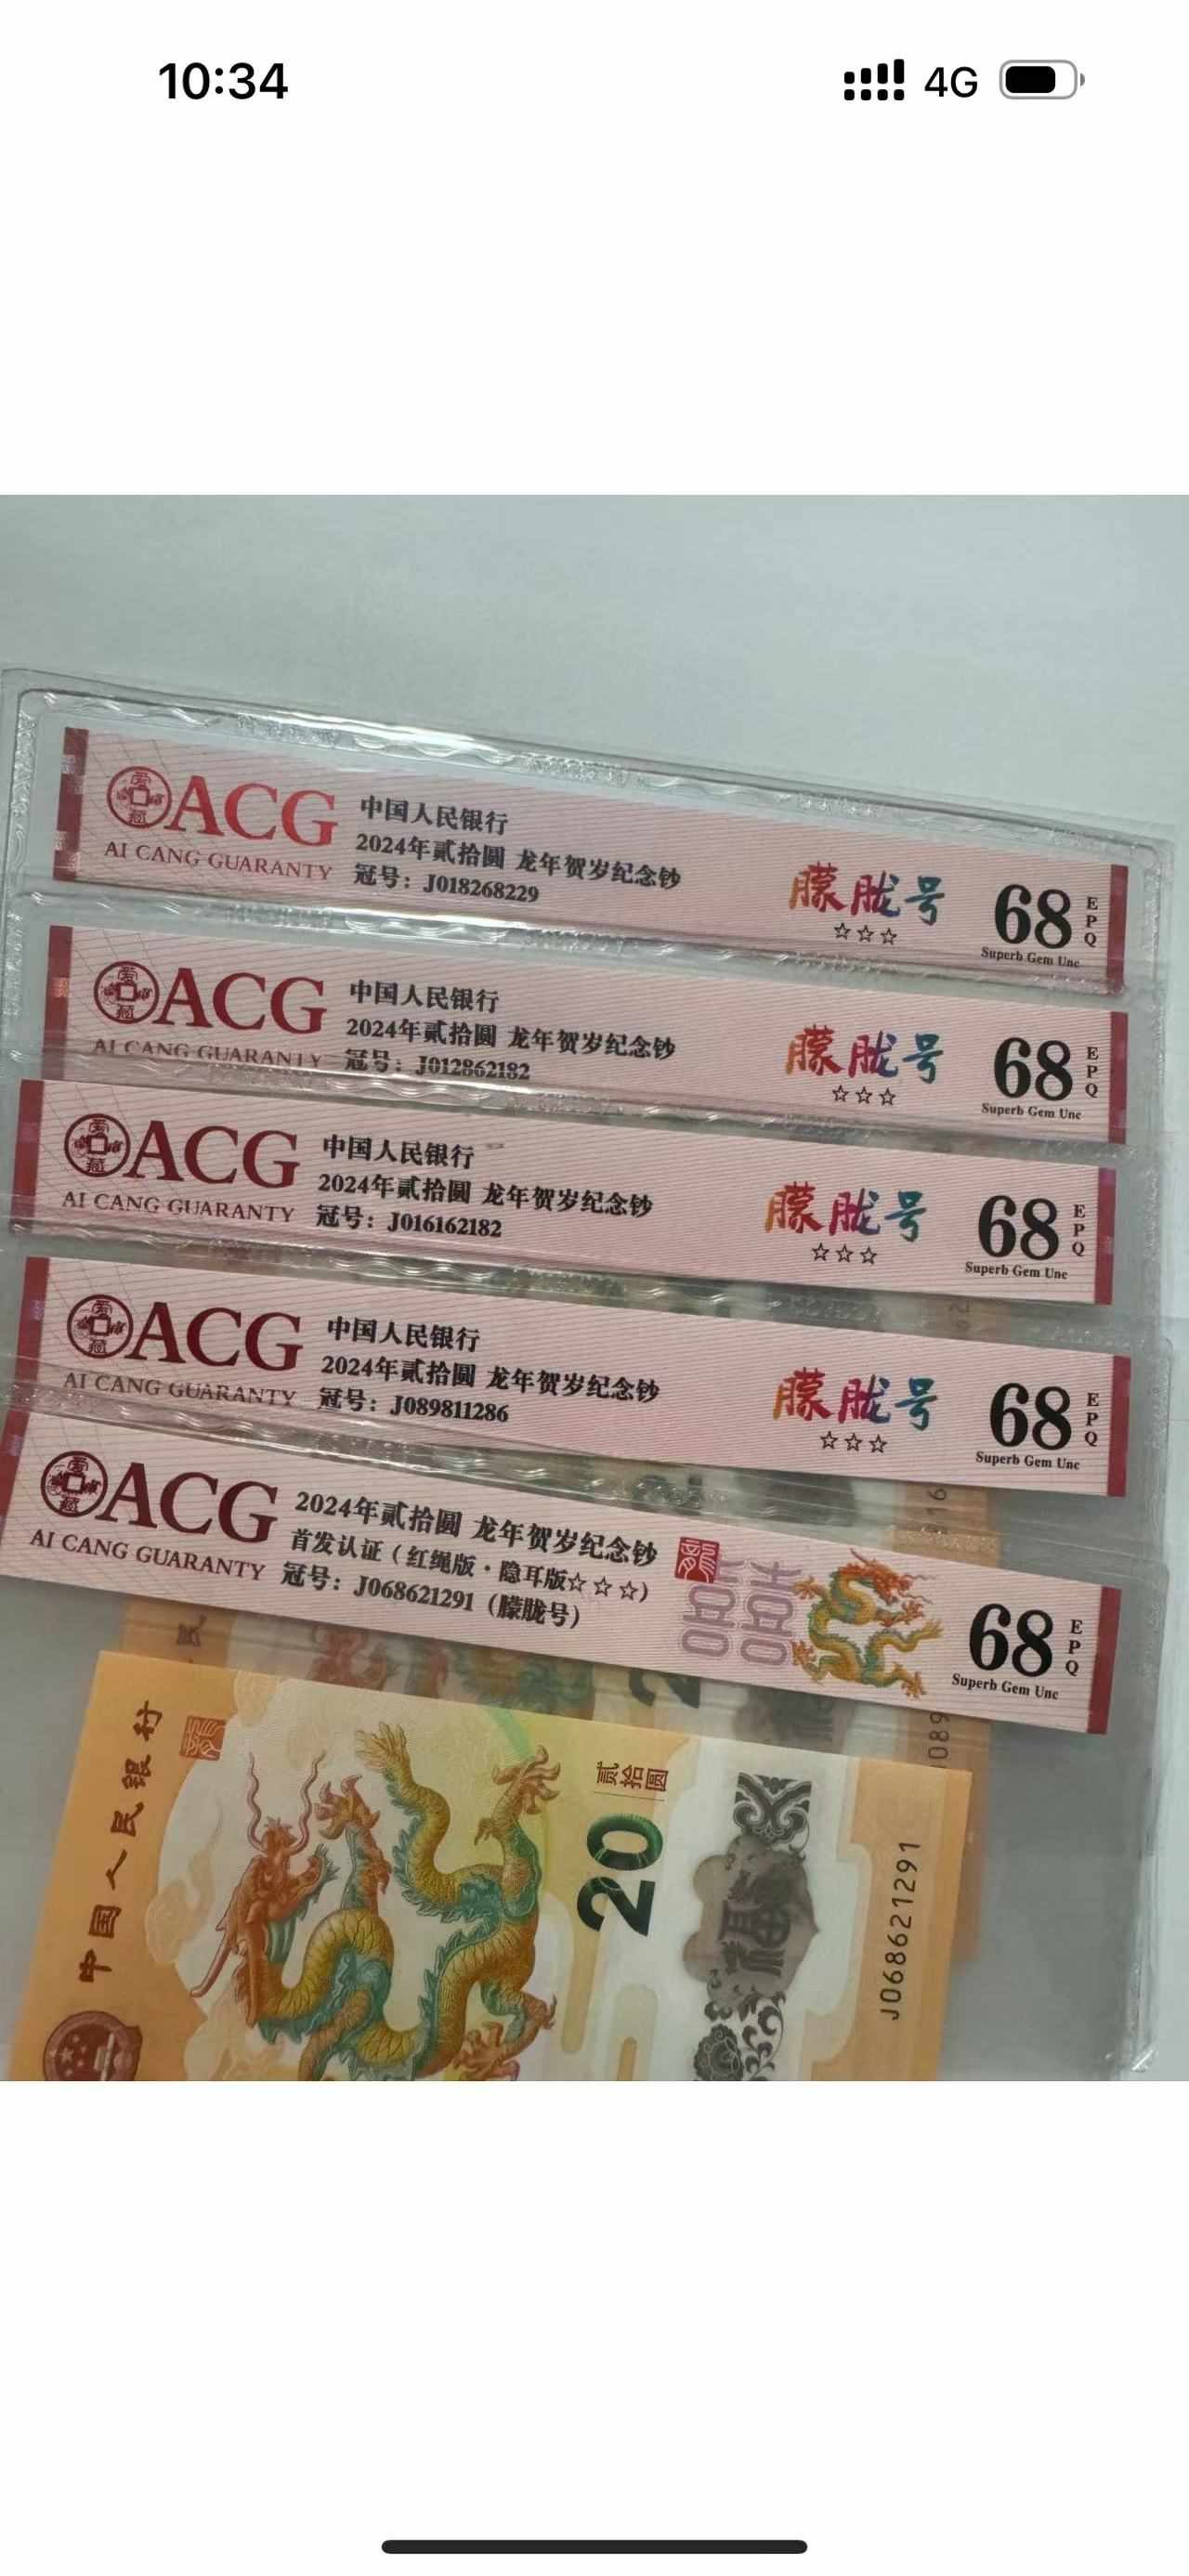 10:34
4G
ACG
AI CANG GUARANTY
中国人民银行
2024年贰拾圆 龙年贺岁纪念钞
冠号：J018268229
朦胧号
☆☆☆
68
EPQ
Superb Gem Unc
ACG
AI CANG GUARANTY
中国人民银行
2024年贰拾圆 龙年贺岁纪念钞
冠号：J012862182
朦胧号
☆☆☆
68
EPQ
Superb Gem Unc
ACG
AI CANG GUARANTY
中国人民银行
2024年贰拾圆 龙年贺岁纪念钞
冠号：J016162182
朦胧号
☆☆☆
68
EPQ
Superb Gem Unc
ACG
AI CANG GUARANTY
中国人民银行
2024年贰拾圆 龙年贺岁纪念钞
冠号：J089811286
朦胧号
☆☆☆
68
EPQ
Superb Gem Unc
ACG
AI CANG GUARANTY
2024年贰拾圆 龙年贺岁纪念钞
首发认证（红绳版·隐耳版☆☆☆）
冠号：J068621291（朦胧号）
龍
68
EPQ
Superb Gem Unc
中国人民银行
贰拾圆
20
J068621291